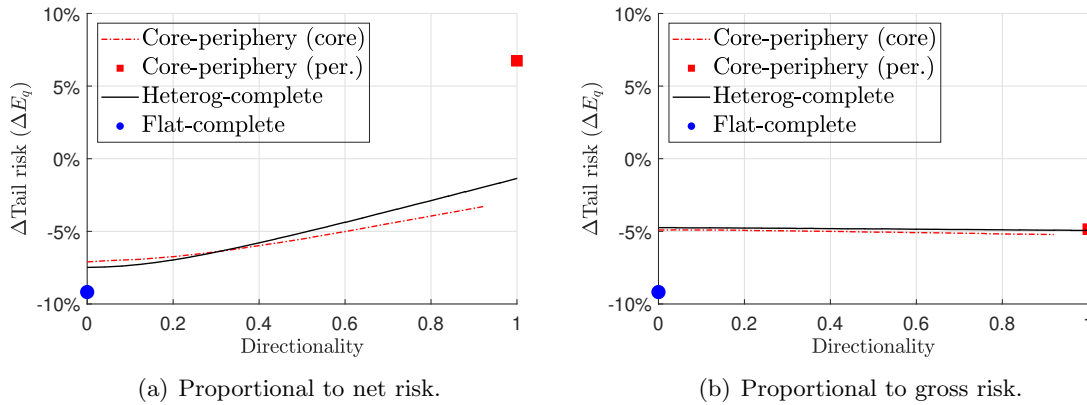 10%
5%
0%
-5%
-10%
ΔTail risk (ΔE_q)
Core-periphery (core)
Core-periphery (per.)
Heterog-complete
Flat-complete
0 0.2 0.4 0.6 0.8 1
Directionality
(a) Proportional to net risk.
10%
5%
0%
-5%
-10%
ΔTail risk (ΔE_q)
Core-periphery (core)
Core-periphery (per.)
Heterog-complete
Flat-complete
0 0.2 0.4 0.6 0.8 1
Directionality
(b) Proportional to gross risk.